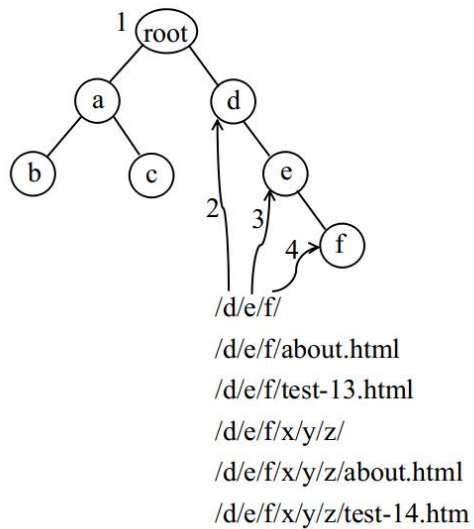 1 root
a d
b c e
2 3
4 f
/d/e/f/
/d/e/f/about.html
/d/e/f/test-13.html
/d/e/f/x/y/z/
/d/e/f/x/y/z/about.html
/d/e/f/x/y/z/test-14.htm